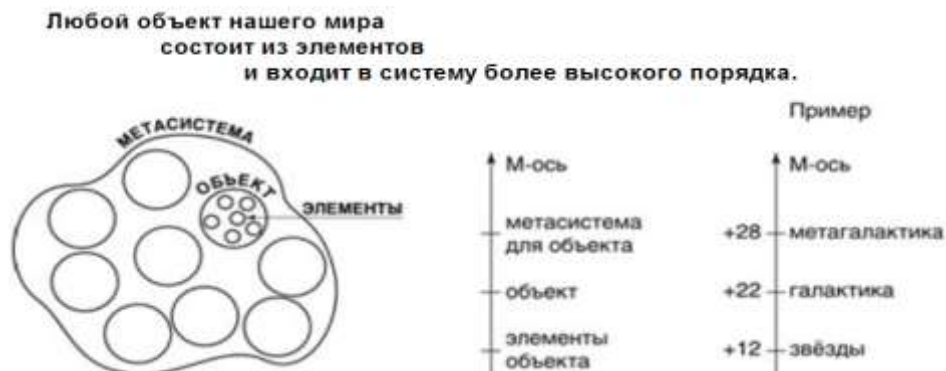 Любой объект нашего мира
состоит из элементов
и входит в систему более высокого порядка.
МЕТАСИСТЕМА
ОБЪЕКТ
ЭЛЕМЕНТЫ
М-ось
метасистема
для объекта
объект
элементы
объекта
Пример
М-ось
+28 метагалактика
+22 галактика
+12 звёзды